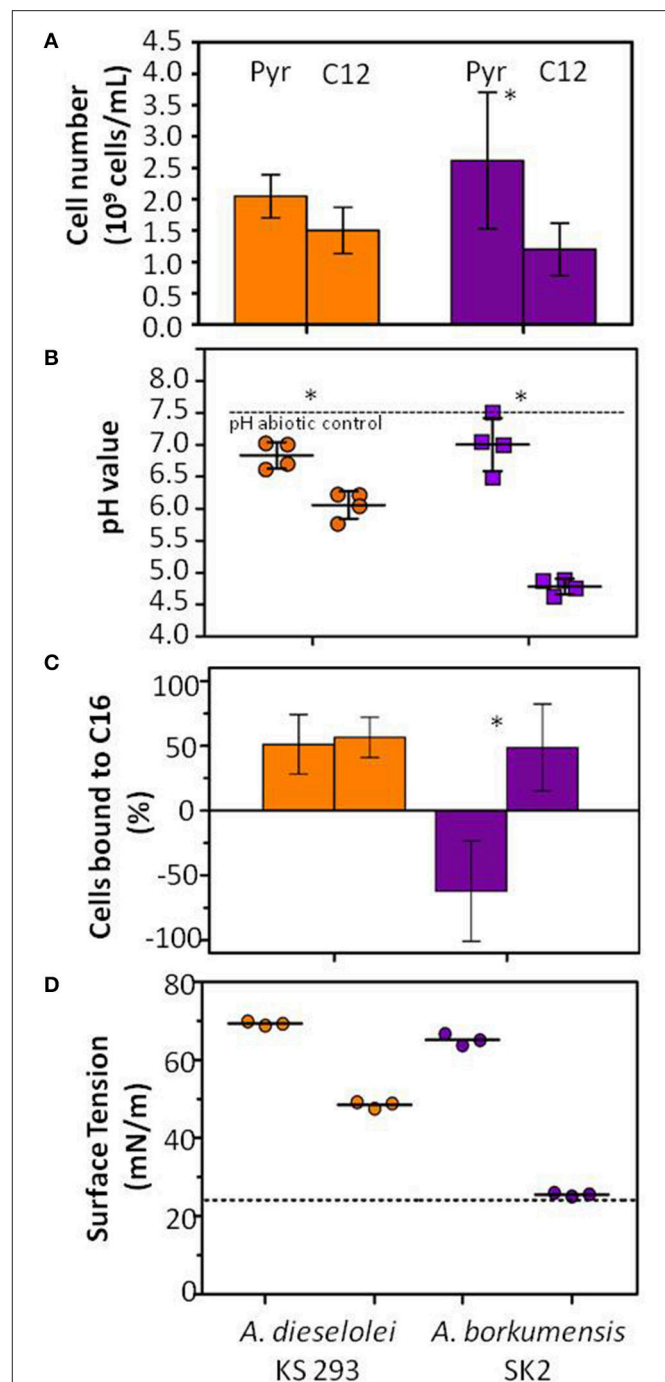 A
Cell number
(10⁹ cells/mL)
4.5
4.0
3.5
3.0
2.5
2.0
1.5
1.0
0.5
0.0
Pyr C12 Pyr C12
*
B
pH value
8.0
7.5
7.0
6.5
6.0
5.5
5.0
4.5
4.0
* *
pH abiotic control
C
Cells bound to C16
(%)
100
50
0
-50
-100
*
D
Surface Tension
(mN/m)
80
60
40
20
0
A. dieselolei A. borkumensis
KS 293 SK2